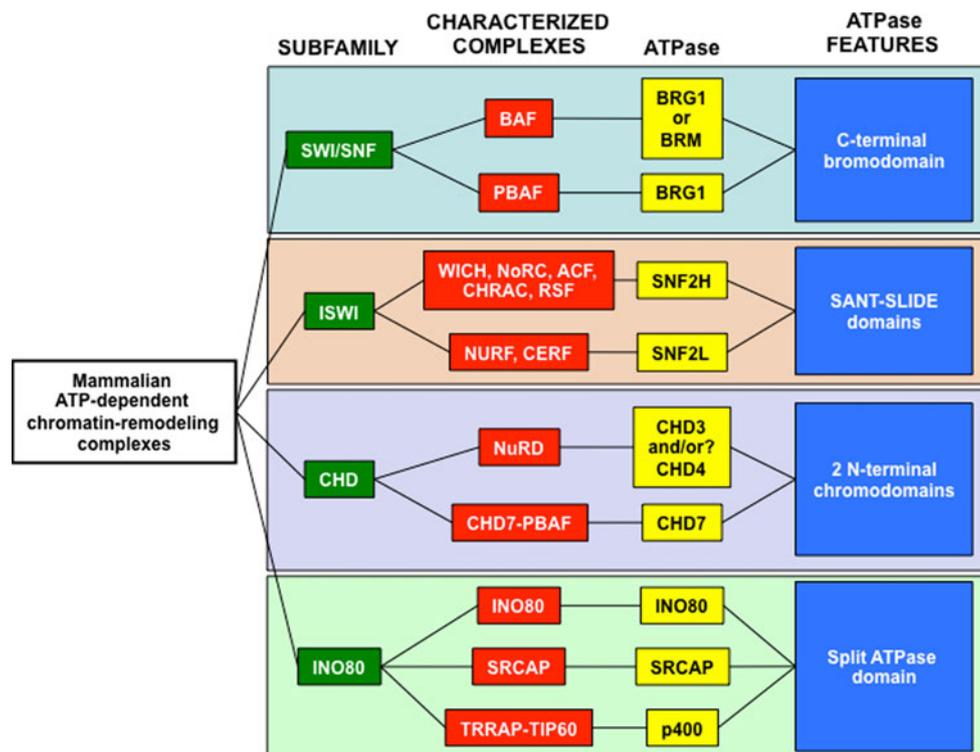 SUBFAMILY
CHARACTERIZED
COMPLEXES
ATPase
ATPase
FEATURES
Mammalian
ATP-dependent
chromatin-remodeling
complexes
SWI/SNF
BAF
BRG1
or
BRM
PBAF
BRG1
C-terminal
bromodomain
ISWI
WICH, NoRC, ACF,
CHRAC, RSF
SNF2H
NURF, CERF
SNF2L
SANT-SLIDE
domains
CHD
NuRD
CHD3
and/or?
CHD4
CHD7-PBAF
CHD7
2 N-terminal
chromodomains
INO80
INO80
INO80
SRCAP
SRCAP
TRRAP-TIP60
p400
Split ATPase
domain